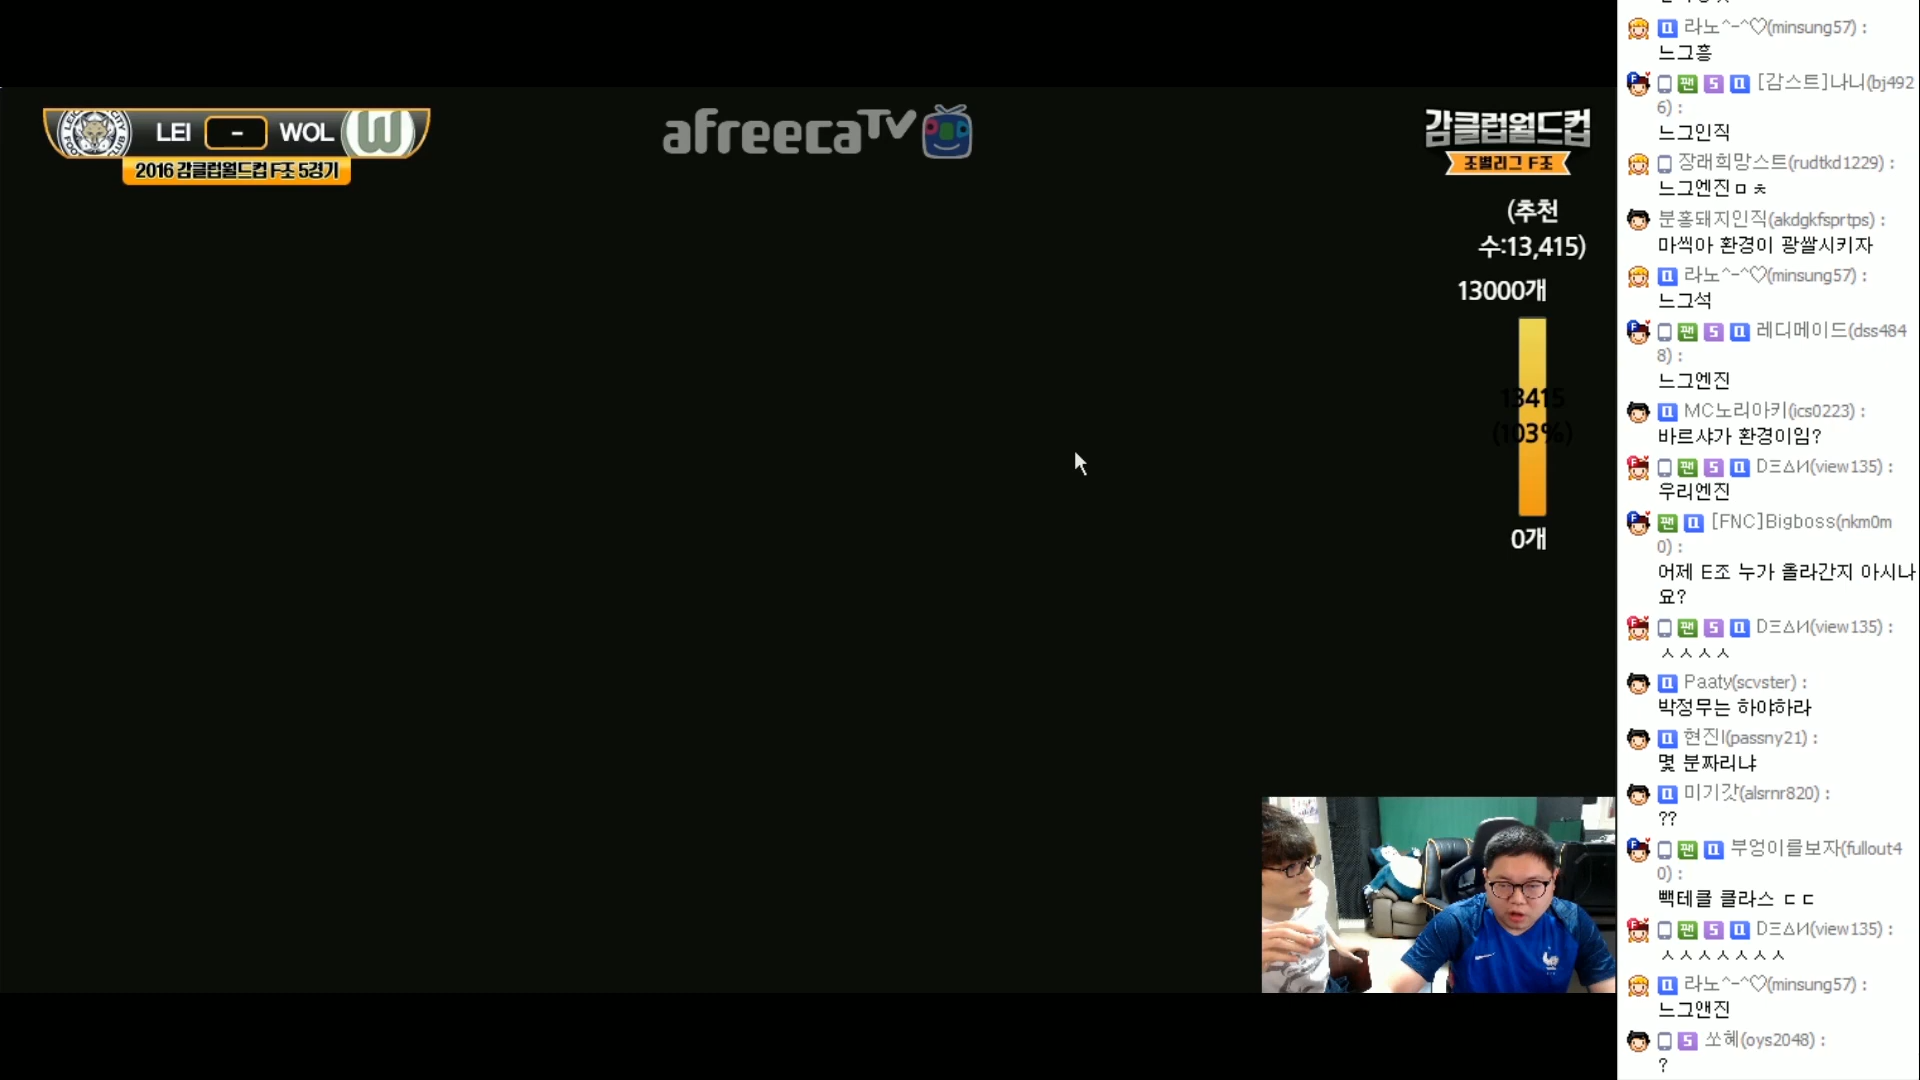 LEI - WOL
2016 감클럽월드컵 F조 5경기
afreecaTV
감클럽월드컵
조별리그 F조
(추천
수:13,415)
13000개
13415
(103%)
0개
라노^-^♡(minsung57) :
느그흥
[감스트]나니(bj492
6) :
느그인직
장래희망스트(rudtkd1229) :
느그엔진ㅁㅊ
분홍돼지인직(akdgkfsprtps) :
마씩아 환경이 광쌀시키자
라노^-^♡(minsung57) :
느그석
레디메이드(dss484
8) :
느그엔진
MC노리아키(ics0223) :
바르샤가 환경이임?
DΞΔИ(view135) :
우리엔진
[FNC]Bigboss(nkm0m
0) :
어제 E조 누가 올라간지 아시나
요?
DΞΔИ(view135) :
ㅅㅅㅅㅅ
Paaty(scvster) :
박정무는 하야하라
현진l(passny21) :
몇 분짜리냐
미기갓(alsrnr820) :
??
부엉이를보자(fullout4
0) :
빽테클 클라스 ㄷㄷ
DΞΔИ(view135) :
ㅅㅅㅅㅅㅅㅅㅅ
라노^-^♡(minsung57) :
느그앤진
쏘혜(oys2048) :
?